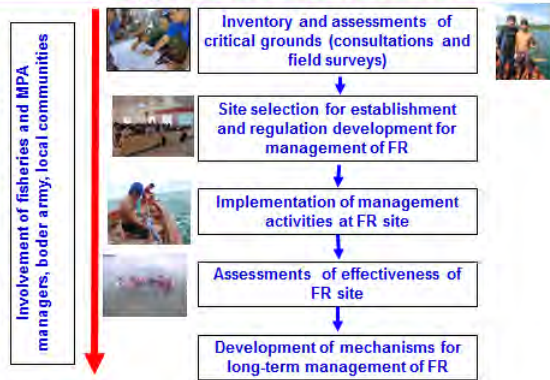 Involvement of fisheries and MPA
managers, boder army, local communities
Inventory and assessments of
critical grounds (consultations and
field surveys)
Site selection for establishment
and regulation development for
management of FR
Implementation of management
activities at FR site
Assessments of effectiveness of
FR site
Development of mechanisms for
long-term management of FR